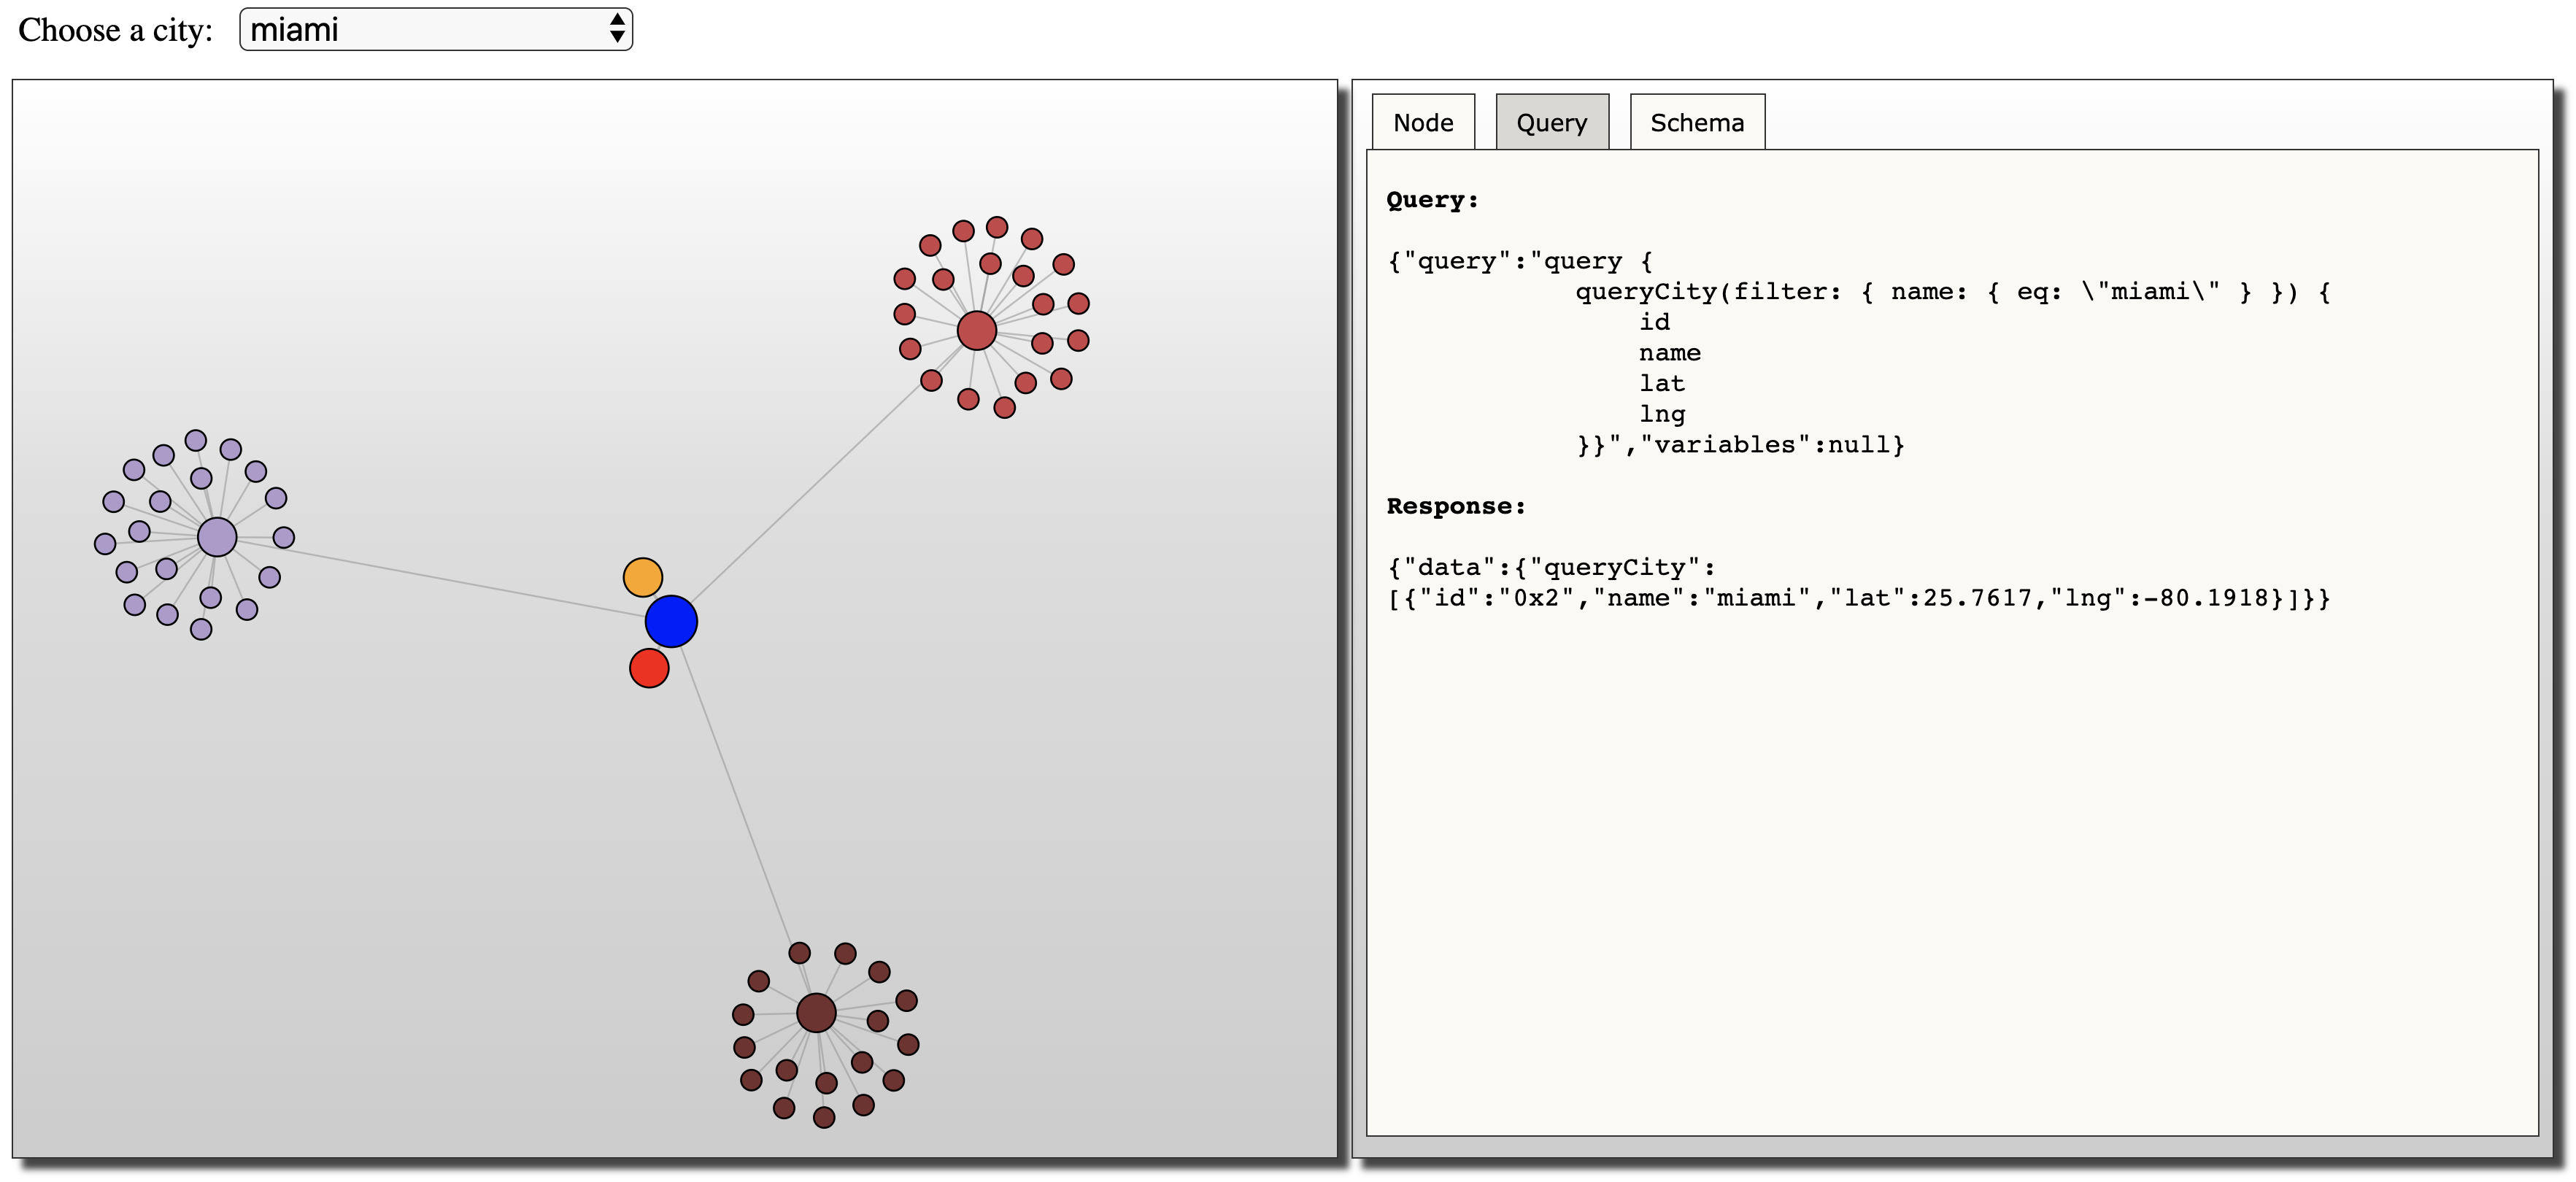 Choose a city: miami
Node Query Schema
Query:
{"query":"query {
queryCity(filter: { name: { eq: \"miami\" } }) {
id
name
lat
lng
}}","variables":null}
Response:
{"data":{"queryCity":
[{"id":"0x2","name":"miami","lat":25.7617,"lng":-80.1918}]}}